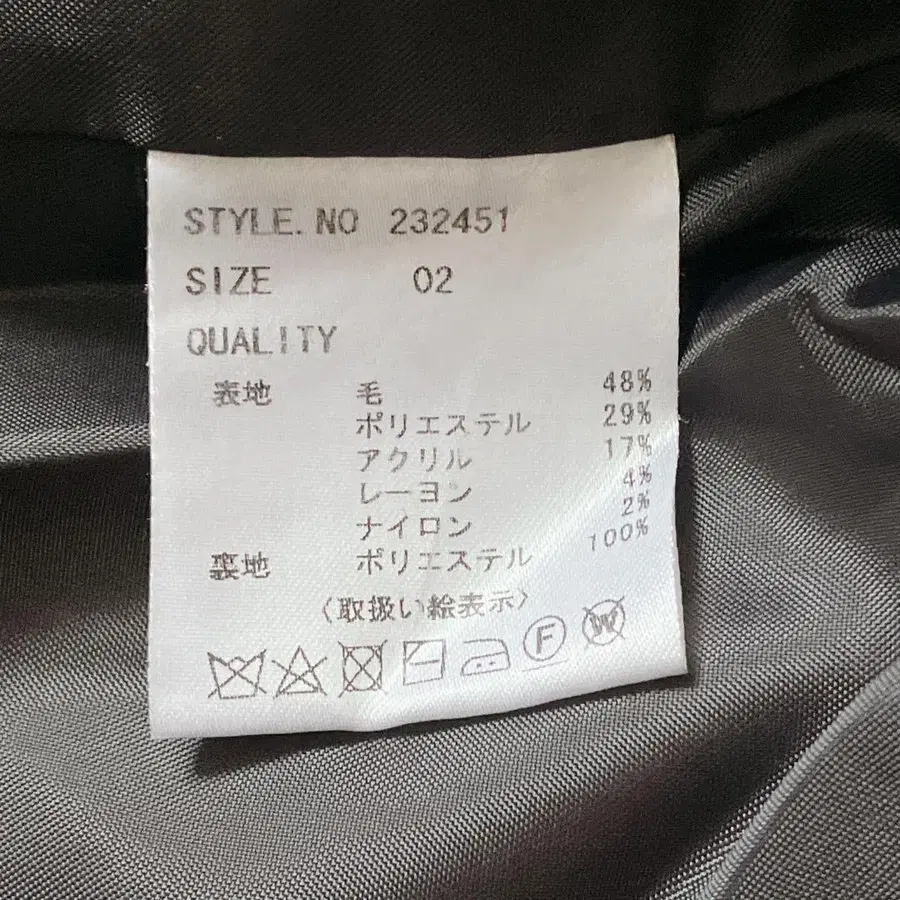 STYLE.NO 232451
SIZE 02
QUALITY
表地 毛 48%
ポリエステル 29%
アクリル 17%
レーヨン 4%
ナイロン 2%
裏地 ポリエステル 100%
〈取扱い絵表示〉
F W